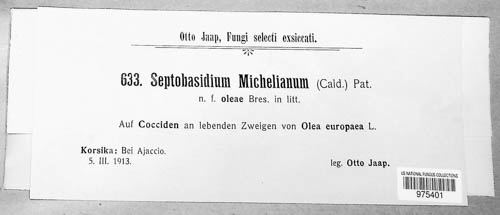 Otto Jaap, Fungi selecti exsiccati.
633. Septobasidium Michelianum (Cald.) Pat.
n. f. oleae Bres. in litt.
Auf Cocciden an lebenden Zweigen von Olea europaea L.
Korsika: Bei Ajaccio.
5. III. 1913.
leg. Otto Jaap.
US NATIONAL FUNGUS COLLECTIONS
975401